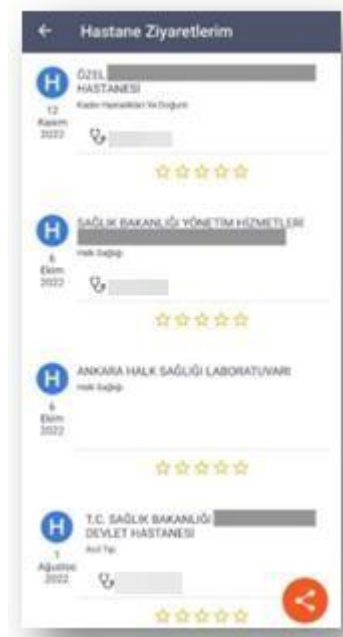 Hastane Ziyaretlerim
H
ÖZEL
HASTANESİ
Kadın Hastalıkları Ve Doğum
12
Kasım
2022
H
SAĞLIK BAKANLIĞI YÖNETİM HİZMETLERİ
Halk Sağlığı
6
Ekim
2022
H
ANKARA HALK SAĞLIĞI LABORATUVARI
Halk Sağlığı
6
Ekim
2022
H
T.C. SAĞLIK BAKANLIĞI
DEVLET HASTANESİ
Acil Tıp
1
Ağustos
2022